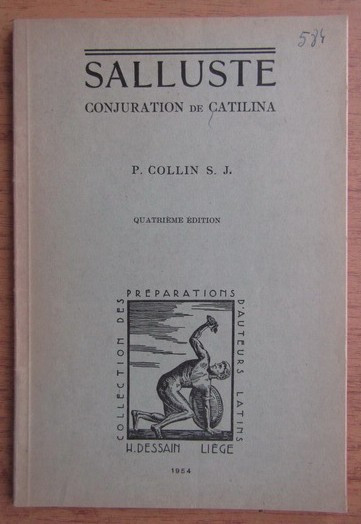 584
SALLUSTE
CONJURATION DE CATILINA
P. COLLIN S. J.
QUATRIÈME ÉDITION
COLLECTION DES
PRÉPARATIONS
D'AUTEURS LATINS
H. DESSAIN LIÈGE
1954